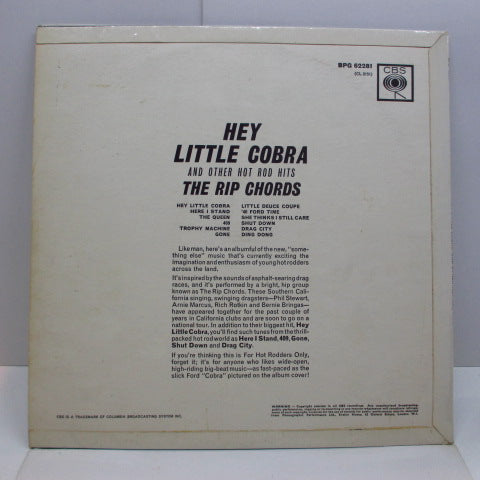 BPG 62281
(CL 2151)
CBS
HEY
LITTLE COBRA
AND OTHER HOT ROD HITS
THE RIP CHORDS
HEY LITTLE COBRA LITTLE DEUCE COUPE
HERE I STAND '40 FORD TIME
THE QUEEN SHE THINKS I STILL CARE
409 SHUT DOWN
TROPHY MACHINE DRAG CITY
GONE DING DONG
Like man, here's an albumful of the new, "some-
thing else" music that's currently exciting the
imagination and enthusiasm of young hot rodders
across the land.
It's inspired by the sounds of asphalt-searing drag
races, and it's performed by a bright, hip group
known as The Rip Chords. These Southern Cali-
fornia singing, swinging dragsters—Phil Stewart,
Arnie Marcus, Rich Rotkin and Bernie Bringas—
have appeared together for the past couple of
years in California clubs and are soon to go on a
national tour. In addition to their biggest hit, Hey
Little Cobra, you'll find such tunes from the thrill-
packed hot rod world as Here I Stand, 409, Gone,
Shut Down and Drag City.
If you're thinking this is For Hot Rodders Only,
forget it; it's for anyone who likes wide-open,
high-riding big-beat music—as fast-paced as the
slick Ford "Cobra" pictured on the album cover!
CBS IS A TRADEMARK OF COLUMBIA BROADCASTING SYSTEM INC.
WARNING